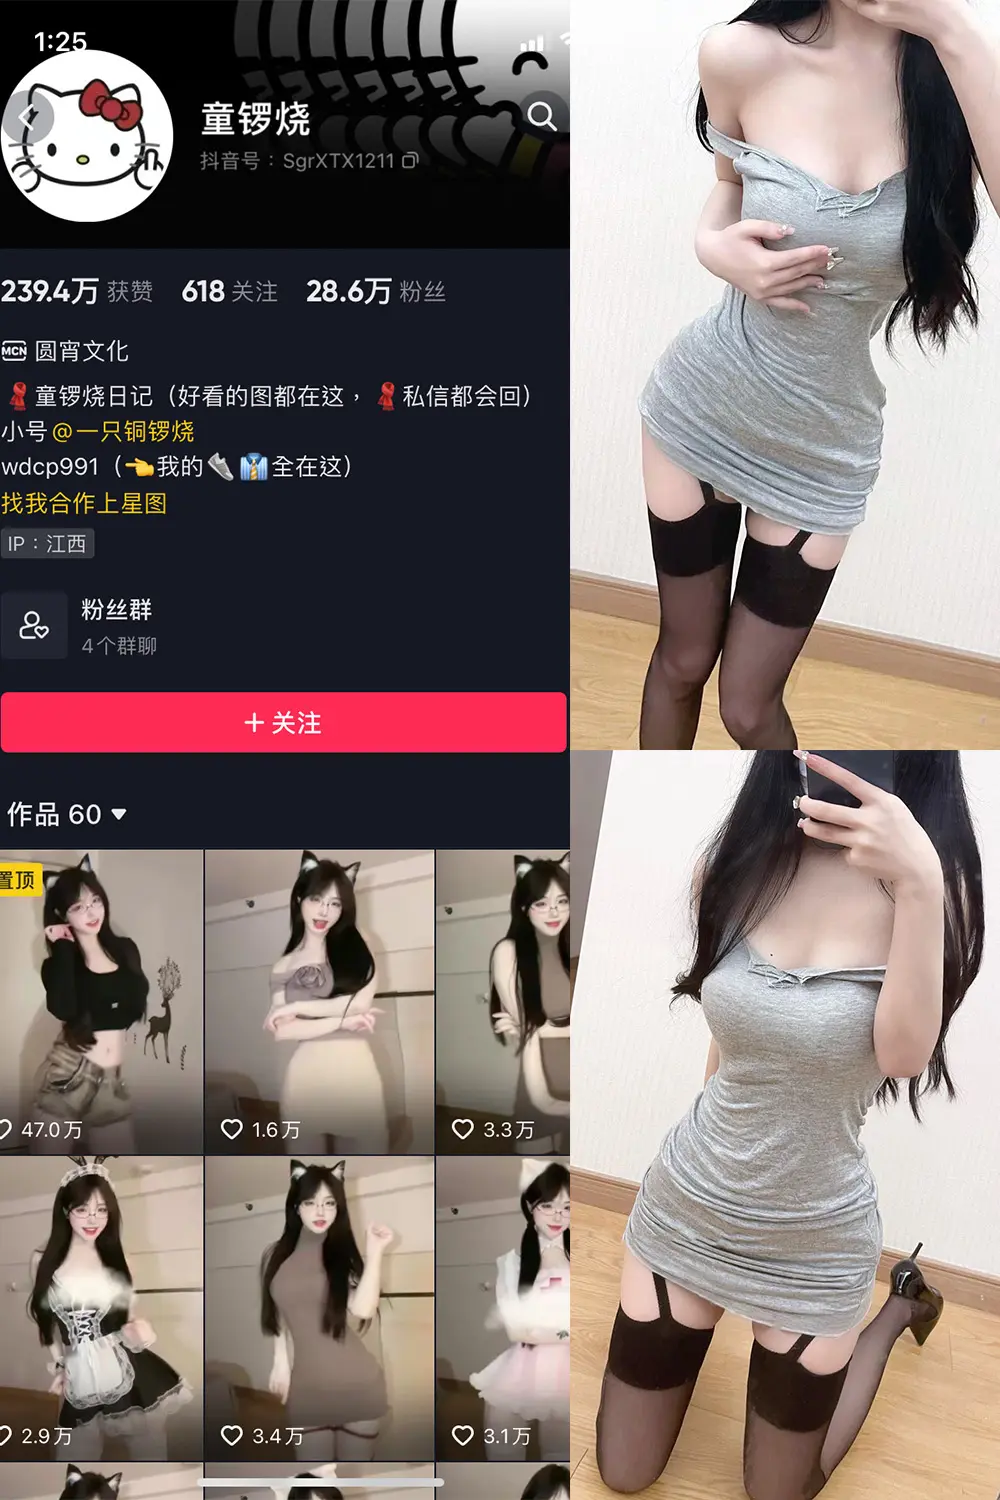 1:25
童锣烧
抖音号：SgrXTX1211
239.4万 获赞 618 关注 28.6万 粉丝
MCN 圆宵文化
童锣烧日记（好看的图都在这，私信都会回）
小号@一只铜锣烧
wdcp991（👈我的👟👔全在這）
找我合作上星图
IP：江西
粉丝群
4个群聊
+ 关注
作品 60
置顶
47.0万
1.6万
3.3万
2.9万
3.4万
3.1万